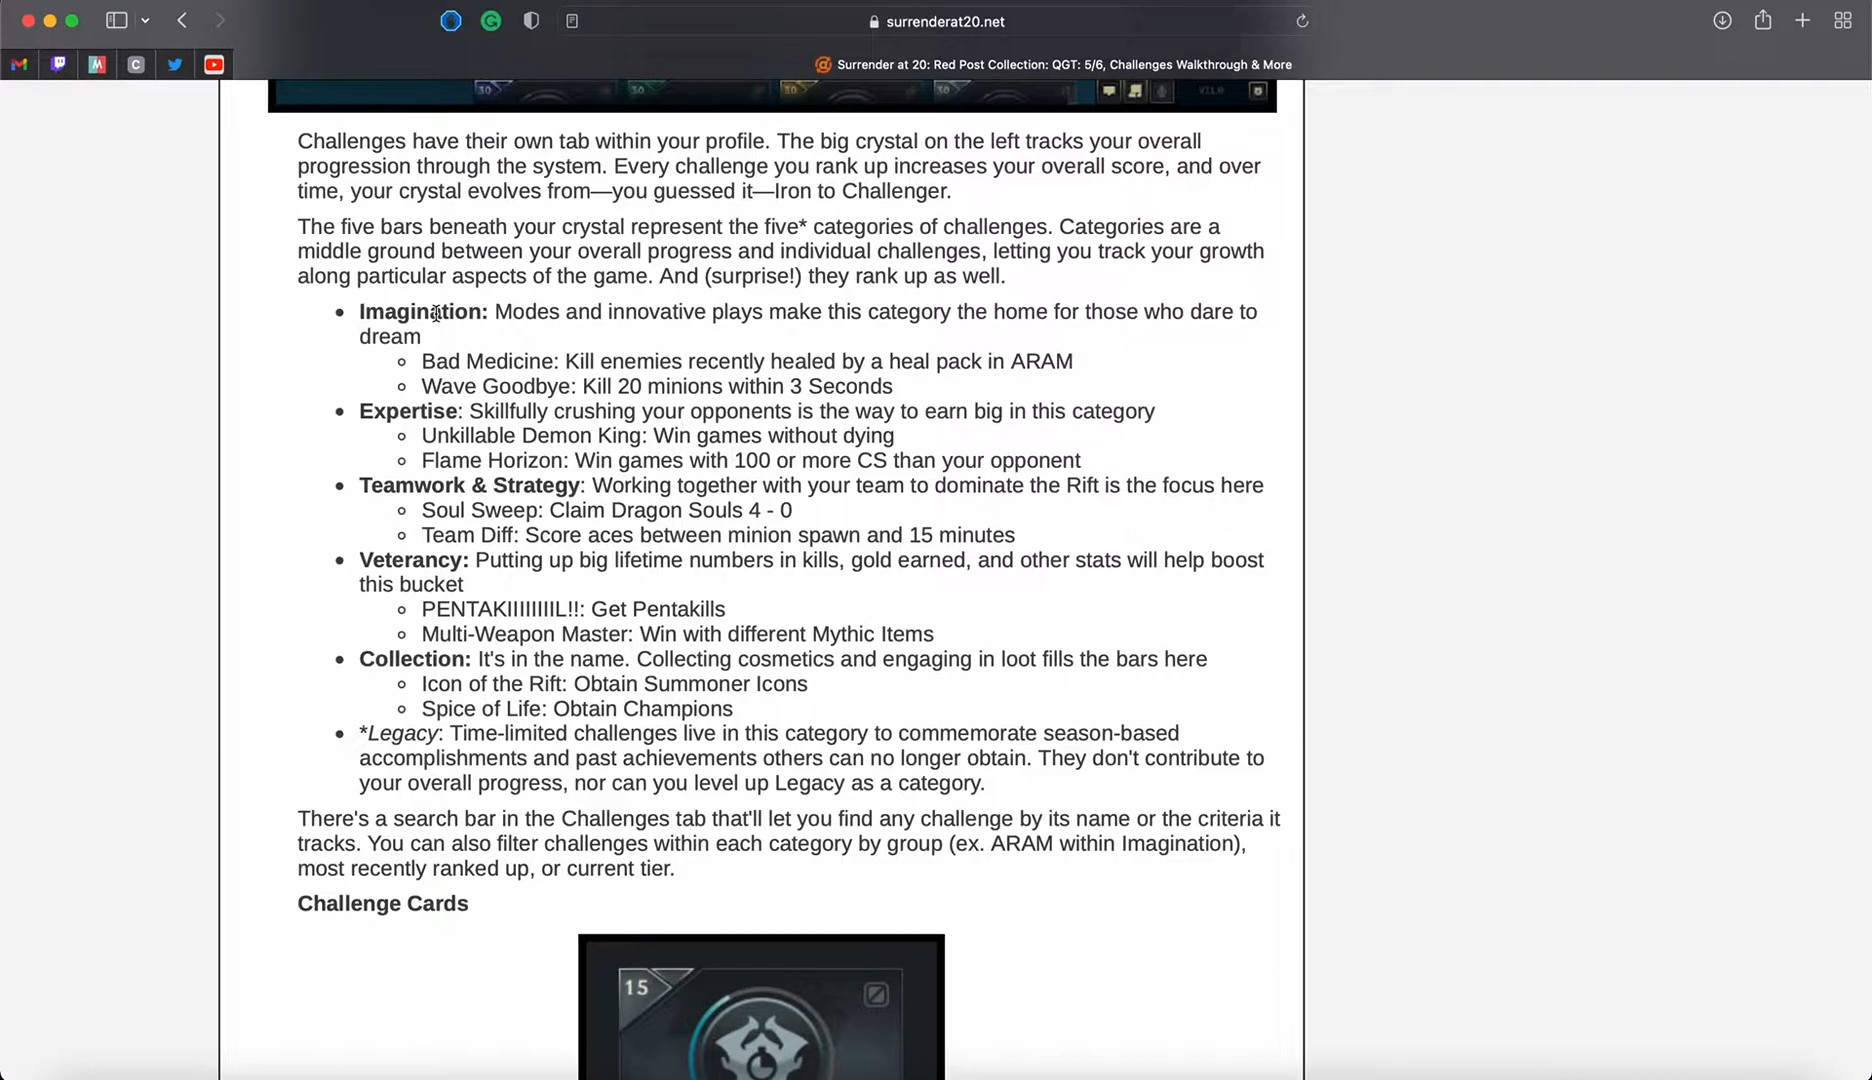 surrenderat20.net
Surrender at 20: Red Post Collection: QGT: 5/6, Challenges Walkthrough & More
30 30 30 30 V11.0
Challenges have their own tab within your profile. The big crystal on the left tracks your overall
progression through the system. Every challenge you rank up increases your overall score, and over
time, your crystal evolves from—you guessed it—Iron to Challenger.
The five bars beneath your crystal represent the five* categories of challenges. Categories are a
middle ground between your overall progress and individual challenges, letting you track your growth
along particular aspects of the game. And (surprise!) they rank up as well.
• Imagination: Modes and innovative plays make this category the home for those who dare to
dream
◦ Bad Medicine: Kill enemies recently healed by a heal pack in ARAM
◦ Wave Goodbye: Kill 20 minions within 3 Seconds
• Expertise: Skillfully crushing your opponents is the way to earn big in this category
◦ Unkillable Demon King: Win games without dying
◦ Flame Horizon: Win games with 100 or more CS than your opponent
• Teamwork & Strategy: Working together with your team to dominate the Rift is the focus here
◦ Soul Sweep: Claim Dragon Souls 4 - 0
◦ Team Diff: Score aces between minion spawn and 15 minutes
• Veterancy: Putting up big lifetime numbers in kills, gold earned, and other stats will help boost
this bucket
◦ PENTAKIIIIIIIIL!!: Get Pentakills
◦ Multi-Weapon Master: Win with different Mythic Items
• Collection: It's in the name. Collecting cosmetics and engaging in loot fills the bars here
◦ Icon of the Rift: Obtain Summoner Icons
◦ Spice of Life: Obtain Champions
• *Legacy: Time-limited challenges live in this category to commemorate season-based
accomplishments and past achievements others can no longer obtain. They don't contribute to
your overall progress, nor can you level up Legacy as a category.
There's a search bar in the Challenges tab that'll let you find any challenge by its name or the criteria it
tracks. You can also filter challenges within each category by group (ex. ARAM within Imagination),
most recently ranked up, or current tier.
Challenge Cards
15